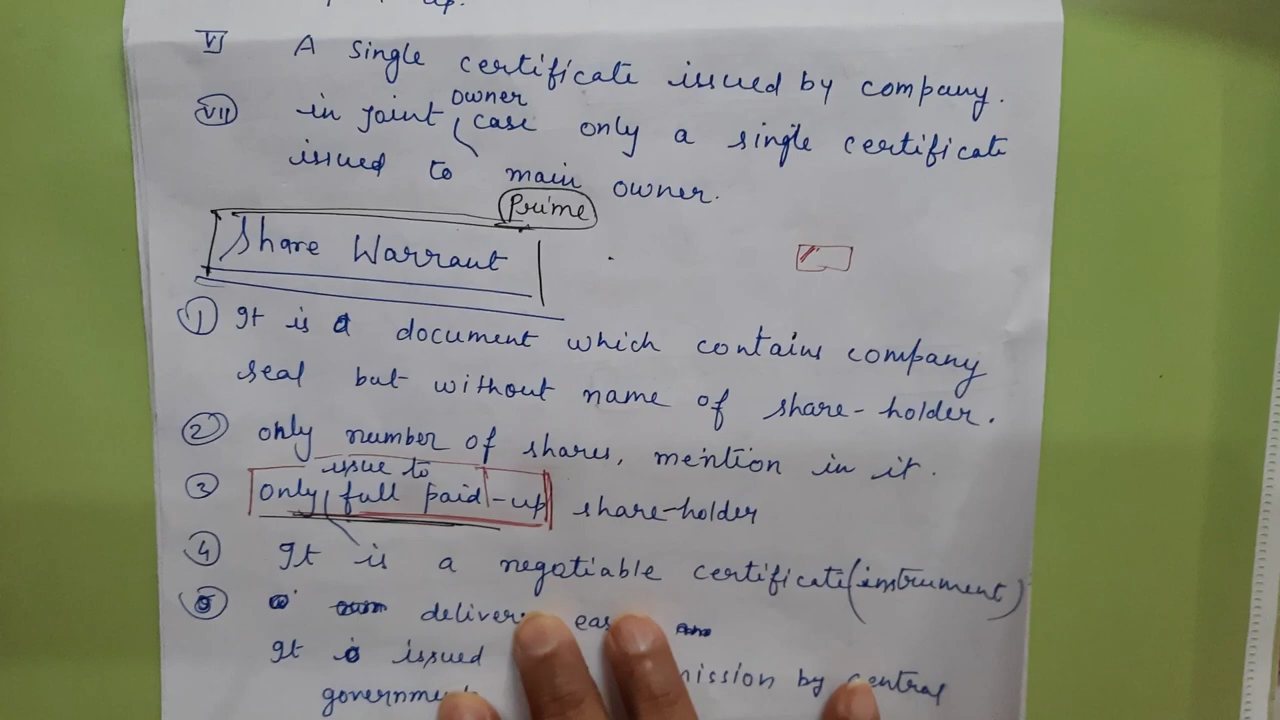 up.
VI A single certificate issued by company.
owner
VII in joint case only a single certificate
issued to main owner.
Prime
Share Warrant
1 It is a document which contains company
seal but without name of share-holder.
2 only number of shares, mention in it.
issue to
3 only full paid-up share-holder
4 It is a negotiable certificate (instrument)
5 deliver
It is issued by central